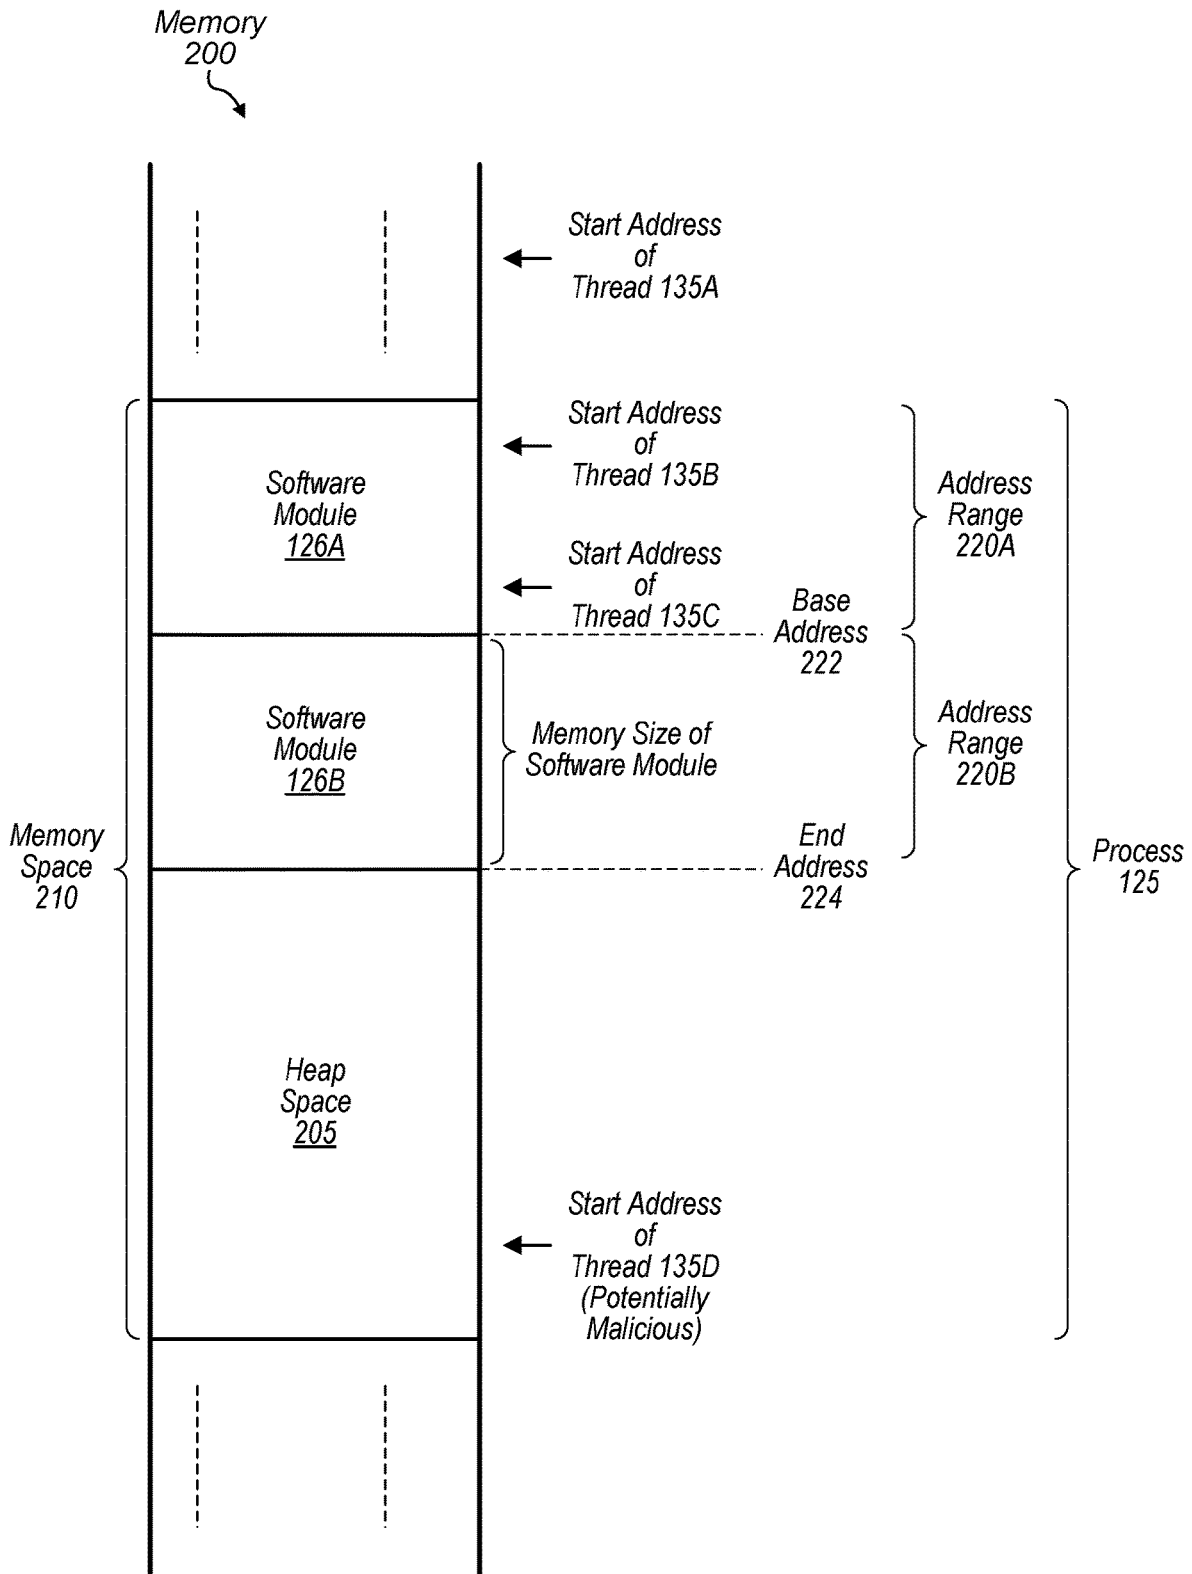 Memory
200
Start Address
of
Thread 135A
Start Address
of
Thread 135B
Software
Module
126A
Address
Range
220A
Start Address
of
Thread 135C
Base
Address
222
Software
Module
126B
Memory Size of
Software Module
Address
Range
220B
Memory
Space
210
End
Address
224
Process
125
Heap
Space
205
Start Address
of
Thread 135D
(Potentially
Malicious)